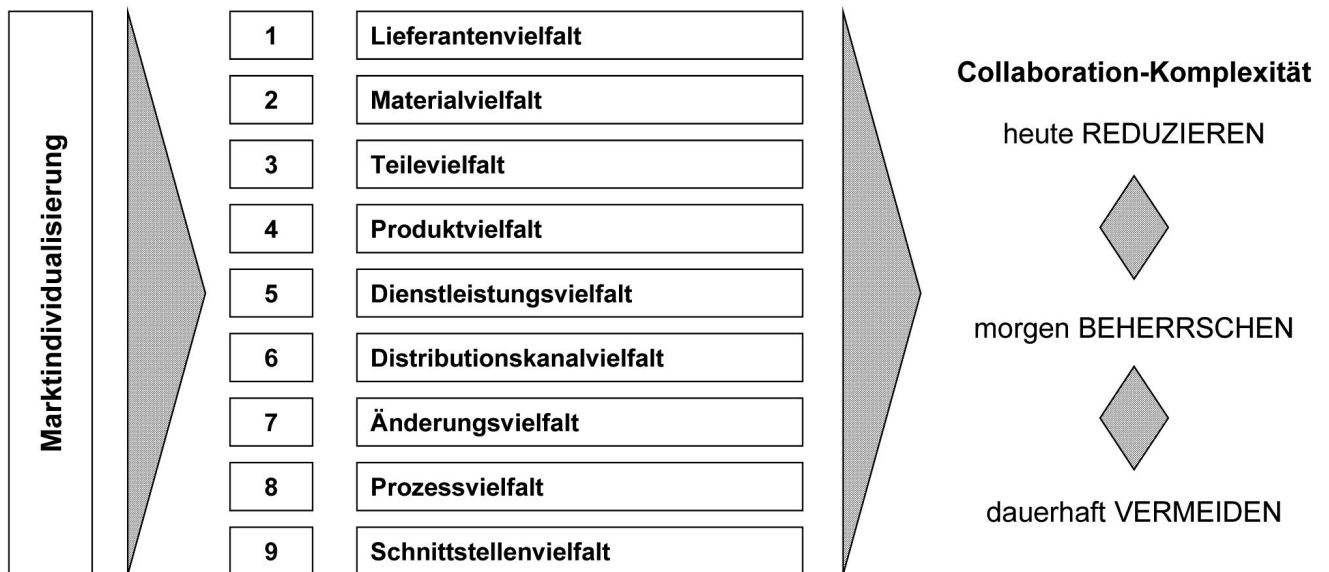 Marktindividualisierung
1 Lieferantenvielfalt
2 Materialvielfalt
3 Teilevielfalt
4 Produktvielfalt
5 Dienstleistungsvielfalt
6 Distributionskanalvielfalt
7 Änderungsvielfalt
8 Prozessvielfalt
9 Schnittstellenvielfalt
Collaboration-Komplexität
heute REDUZIEREN
morgen BEHERRSCHEN
dauerhaft VERMEIDEN